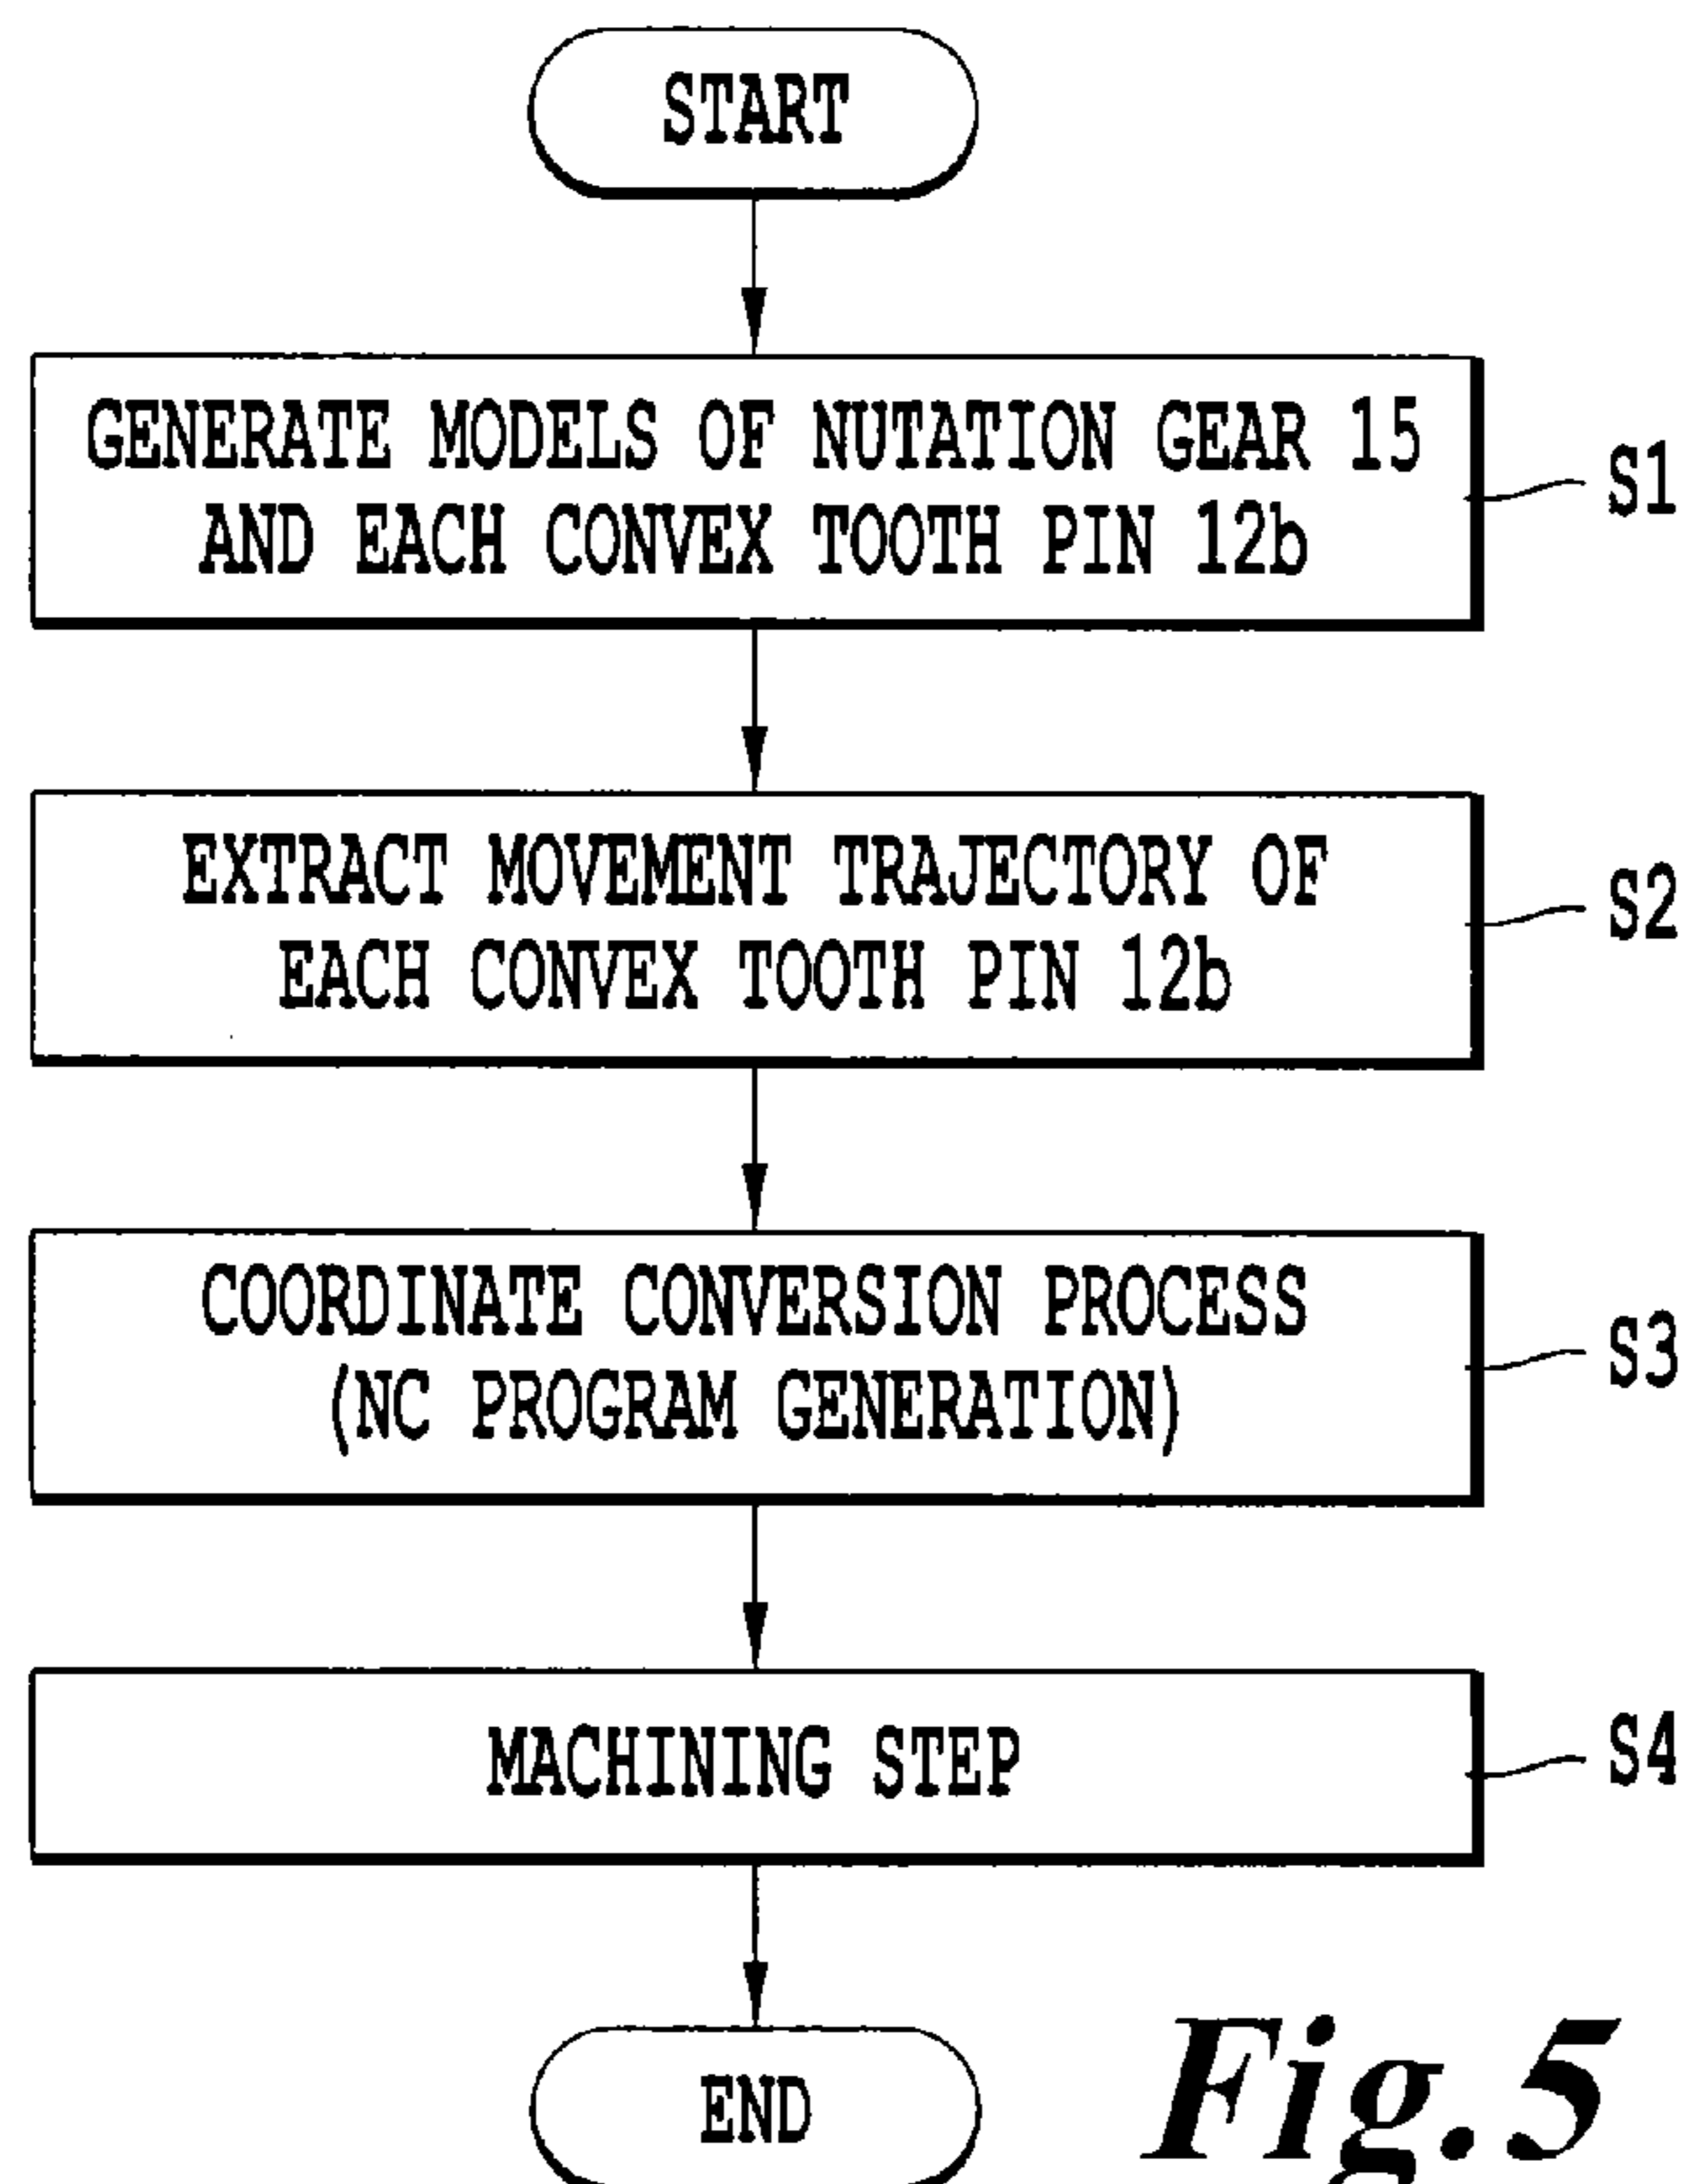 START
GENERATE MODELS OF NUTATION GEAR 15
AND EACH CONVEX TOOTH PIN 12b
S1
EXTRACT MOVEMENT TRAJECTORY OF
EACH CONVEX TOOTH PIN 12b
S2
COORDINATE CONVERSION PROCESS
(NC PROGRAM GENERATION)
S3
MACHINING STEP
S4
END
Fig.5